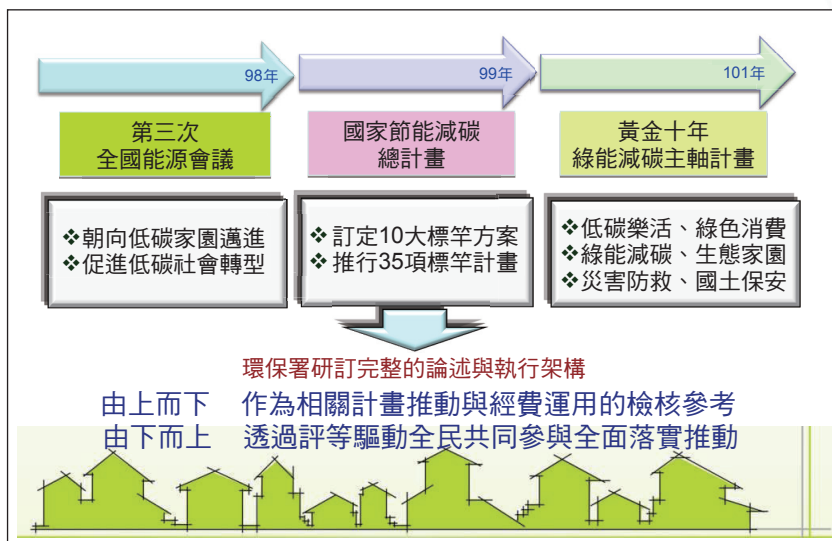 98年
99年
101年
第三次
全國能源會議
國家節能減碳
總計畫
黃金十年
綠能減碳主軸計畫
❖朝向低碳家園邁進
❖促進低碳社會轉型
❖訂定10大標竿方案
❖推行35項標竿計畫
❖低碳樂活、綠色消費
❖綠能減碳、生態家園
❖災害防救、國土保安
環保署研訂完整的論述與執行架構
由上而下 作為相關計畫推動與經費運用的檢核參考
由下而上 透過評等驅動全民共同參與全面落實推動